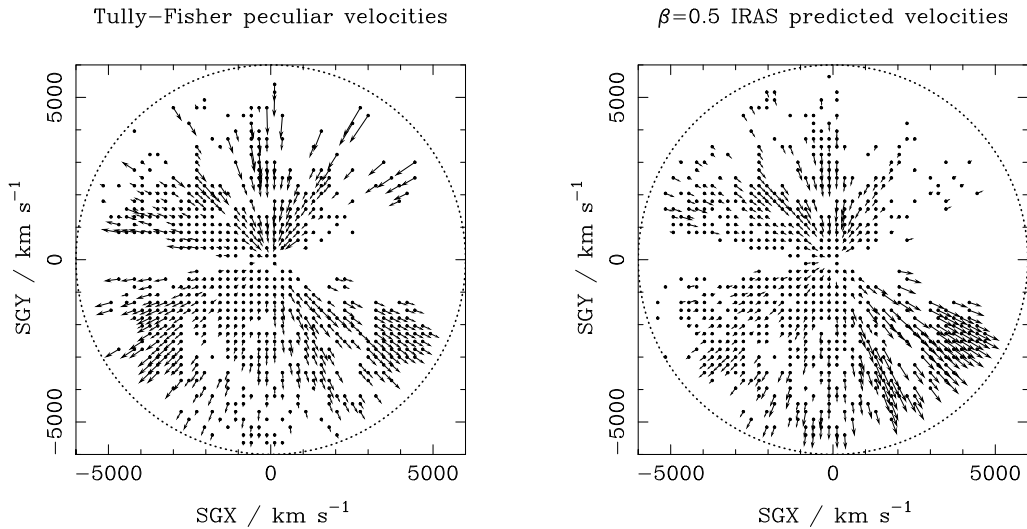 Tully-Fisher peculiar velocities
5000
0
-5000
SGY / km s⁻¹
-5000 0 5000
SGX / km s⁻¹
β=0.5 IRAS predicted velocities
5000
0
-5000
SGY / km s⁻¹
-5000 0 5000
SGX / km s⁻¹